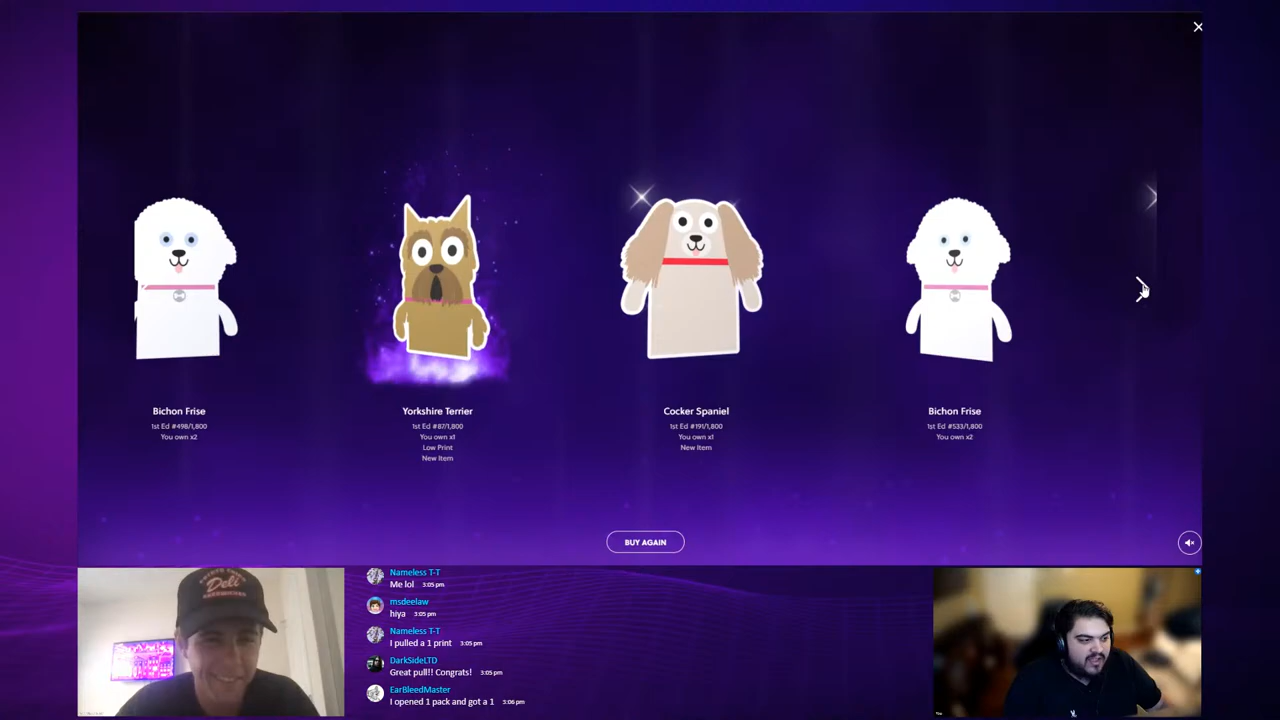 Bichon Frise
1st Ed #498/1,800
You own x2
Yorkshire Terrier
1st Ed #87/1,800
You own x1
Low Print
New Item
Cocker Spaniel
1st Ed #191/1,800
You own x1
New Item
Bichon Frise
1st Ed #533/1,800
You own x2
BUY AGAIN
Nameless T-T
Me lol 3:05 pm
msdeelaw
hiya 3:05 pm
Nameless T-T
I pulled a 1 print 3:05 pm
DarkSideLTD
Great pull!! Congrats! 3:05 pm
EarBleedMaster
I opened 1 pack and got a 1 3:06 pm
Deli